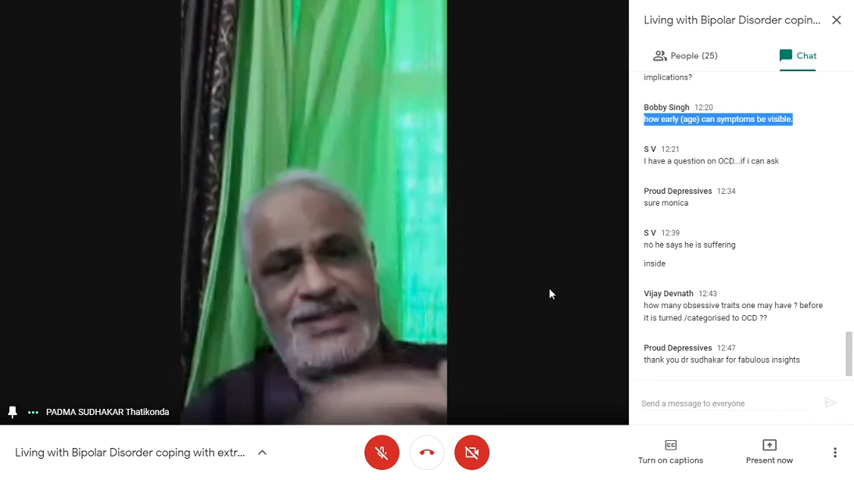 Living with Bipolar Disorder copin...
People (25)
Chat
implications?
Bobby Singh 12:20
how early (age) can symptoms be visible.
S V 12:21
I have a question on OCD...if i can ask
Proud Depressives 12:34
sure monica
S V 12:39
no he says he is suffering
inside
Vijay Devnath 12:43
how many obsessive traits one may have ? before
it is turned /categorised to OCD ??
Proud Depressives 12:47
thank you dr sudhakar for fabulous insights
Send a message to everyone
PADMA SUDHAKAR Thatikonda
Living with Bipolar Disorder coping with extr...
Turn on captions
Present now